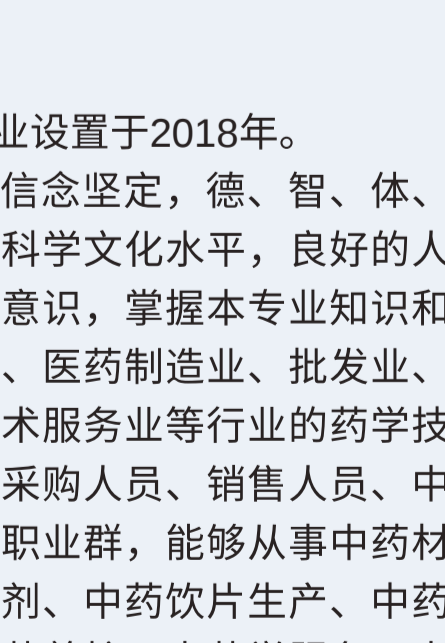 业设置于2018年。
信念坚定，德、智、体、
科学文化水平，良好的人
意识，掌握本专业知识和
、医药制造业、批发业、
术服务业等行业的药学技
采购人员、销售人员、中
职业群，能够从事中药材
剂、中药饮片生产、中药